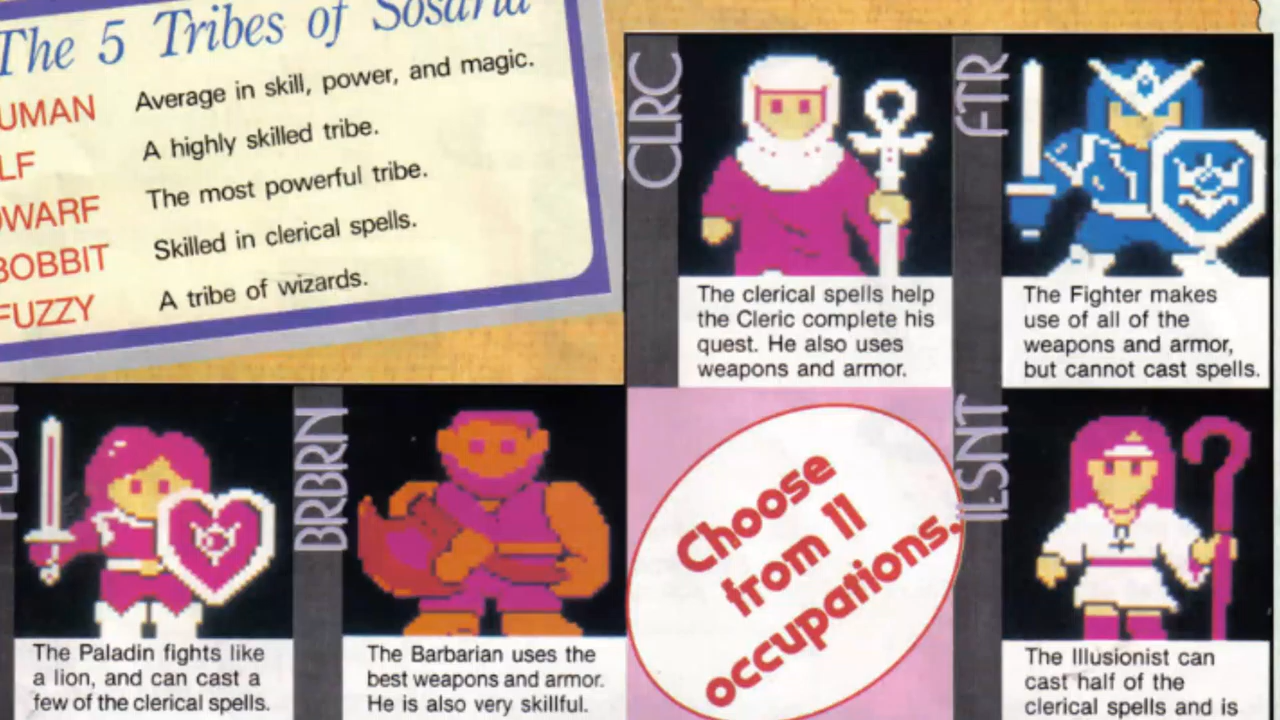 The 5 Tribes of Sosaria
UMAN Average in skill, power, and magic.
LF A highly skilled tribe.
WARF The most powerful tribe.
BOBBIT Skilled in clerical spells.
FUZZY A tribe of wizards.
CLRC
The clerical spells help
the Cleric complete his
quest. He also uses
weapons and armor.
FTR
The Fighter makes
use of all of the
weapons and armor,
but cannot cast spells.
The Paladin fights like
a lion, and can cast a
few of the clerical spells.
BRBRN
The Barbarian uses the
best weapons and armor.
He is also very skillful.
Choose
from 11
occupations.
ILSNT
The Illusionist can
cast half of the
clerical spells and is